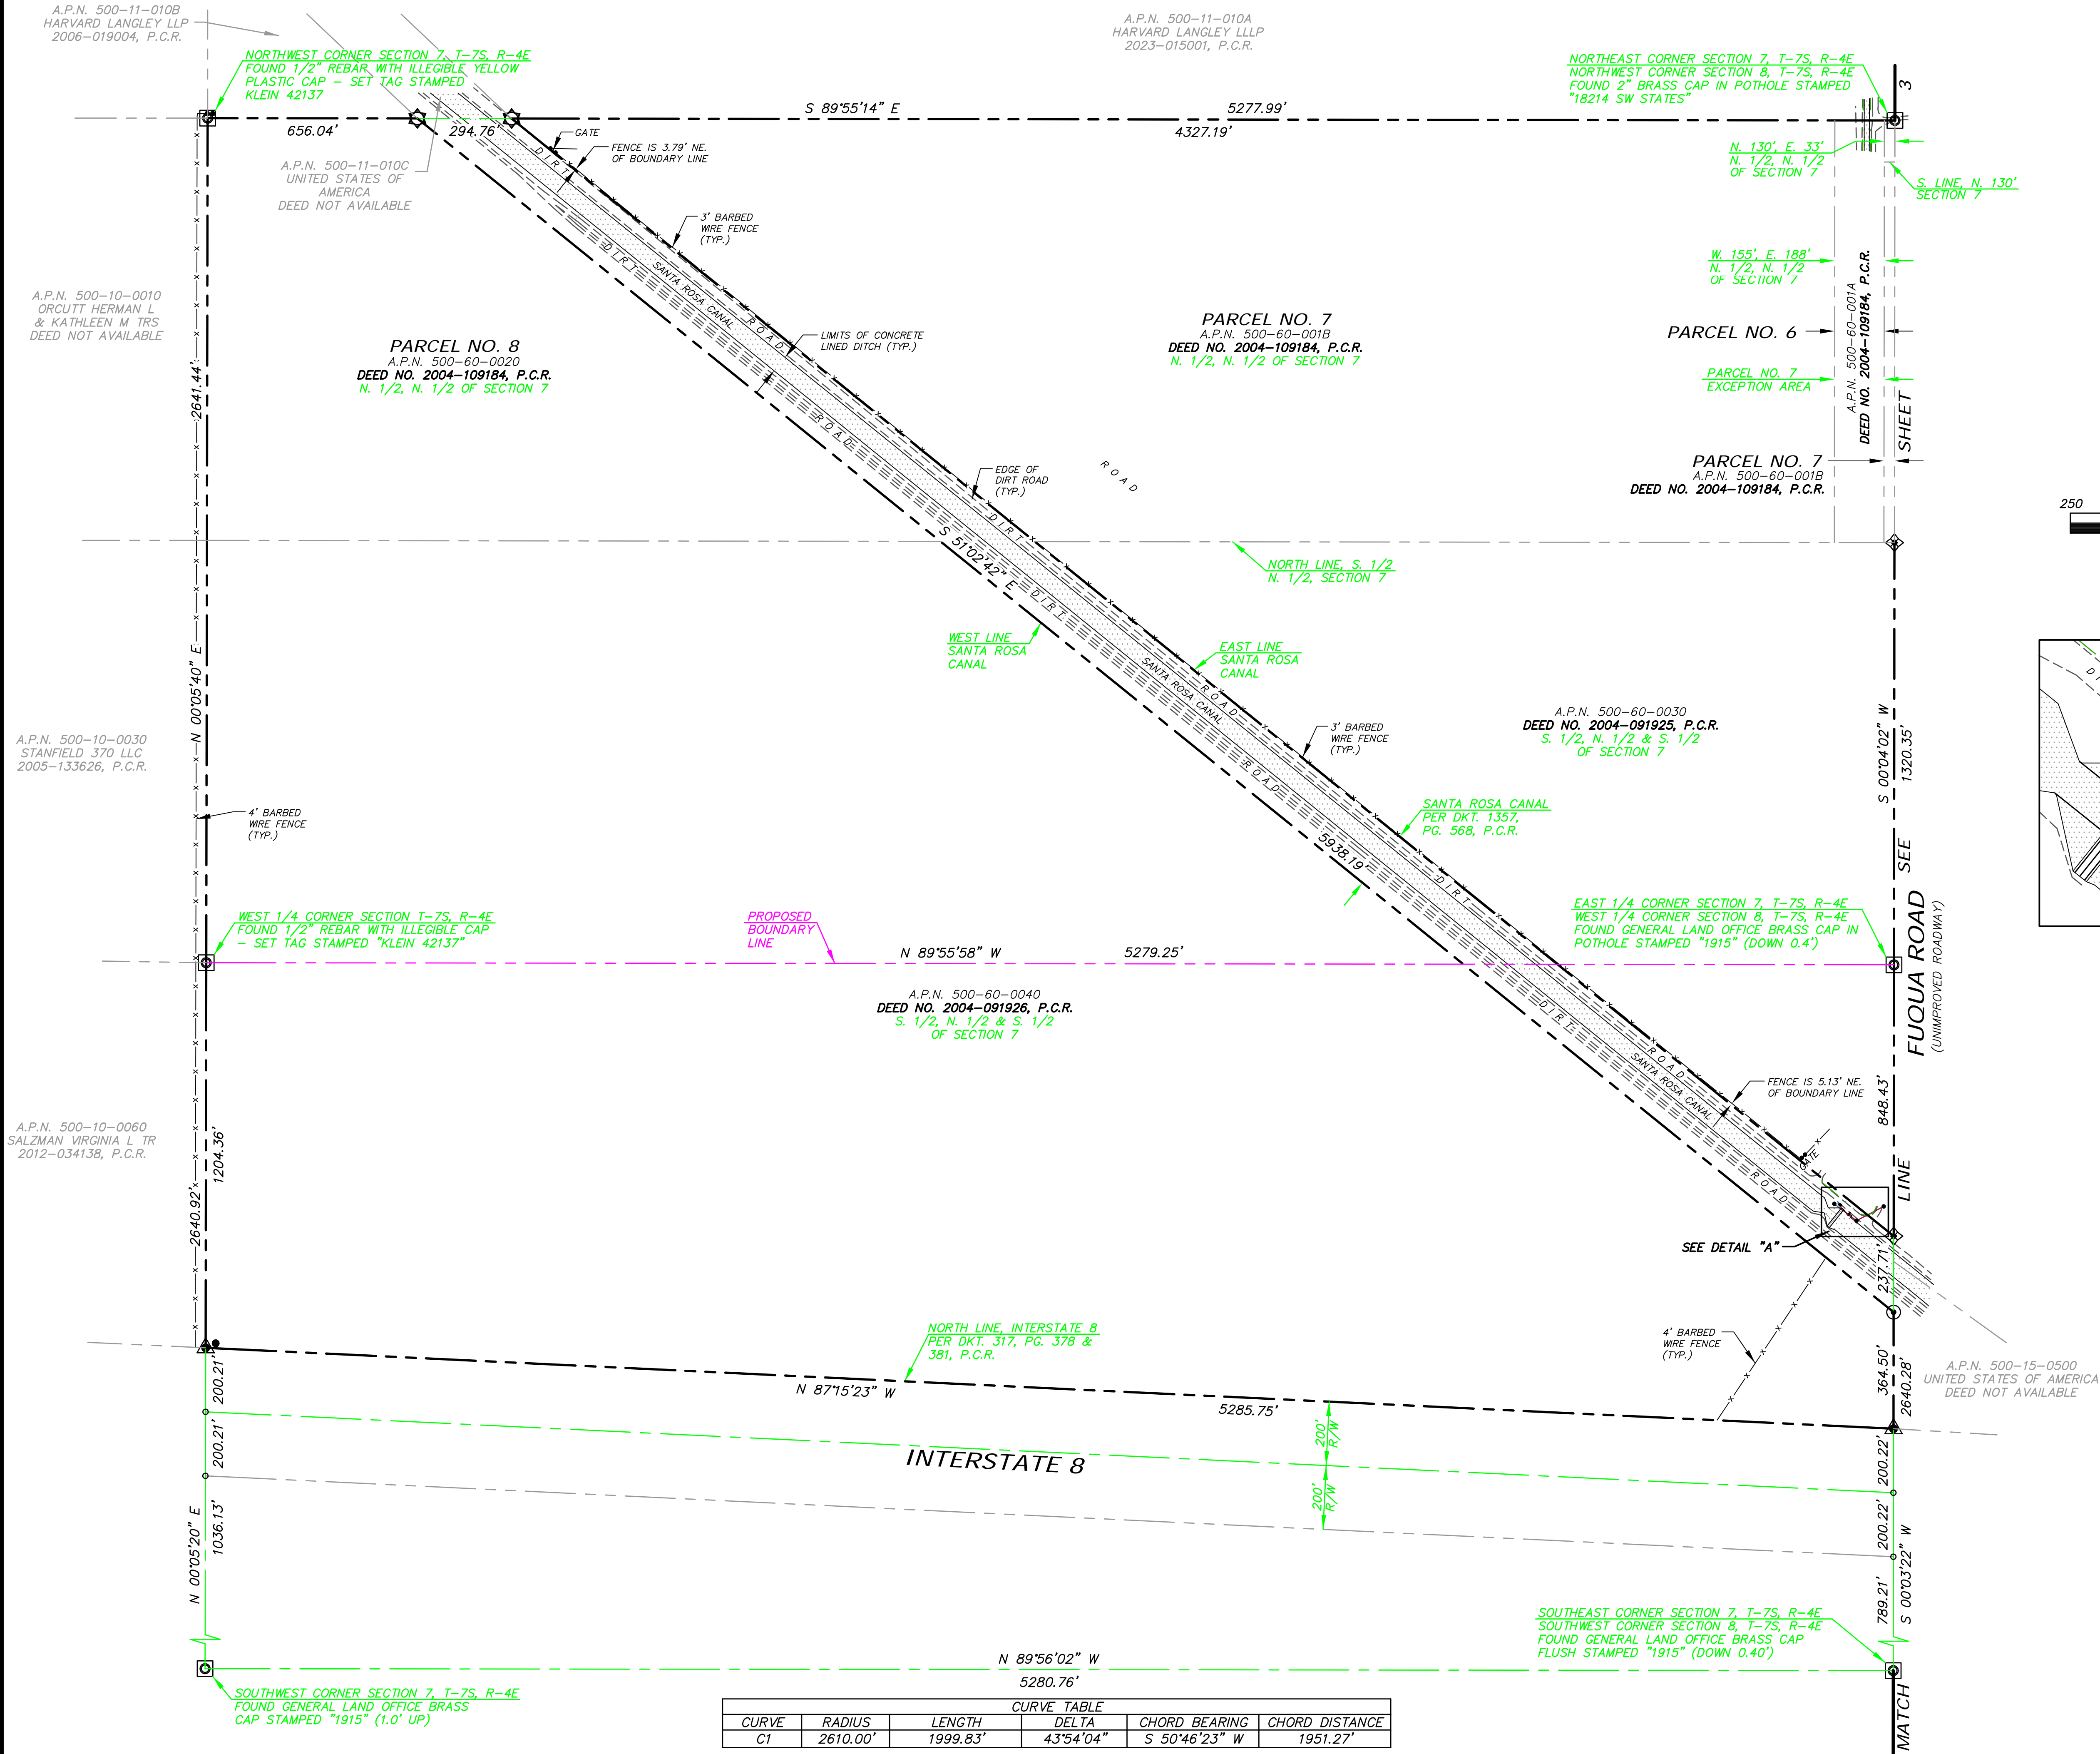 A.P.N. 500-11-010B
HARVARD LANGLEY LLP
2006-019004, P.C.R.
A.P.N. 500-11-010A
HARVARD LANGLEY LLLP
2023-015001, P.C.R.
NORTHWEST CORNER SECTION 7, T-7S, R-4E
FOUND 1/2" REBAR WITH ILLEGIBLE YELLOW
PLASTIC CAP - SET TAG STAMPED
KLEIN 42137
NORTHEAST CORNER SECTION 7, T-7S, R-4E
NORTHWEST CORNER SECTION 8, T-7S, R-4E
FOUND 2" BRASS CAP IN POTHOLE STAMPED
"18214 SW STATES"
3
S 89°55'14" E
5277.99'
656.04'
294.76'
4327.19'
GATE
FENCE IS 3.79' NE.
OF BOUNDARY LINE
A.P.N. 500-11-010C
UNITED STATES OF
AMERICA
DEED NOT AVAILABLE
N. 130', E. 33'
N. 1/2, N. 1/2
OF SECTION 7
S. LINE, N. 130'
SECTION 7
3' BARBED
WIRE FENCE
(TYP.)
DIRT
DIRT
SANTA ROSA CANAL
ROAD
ROAD
W. 155', E. 188'
N. 1/2, N. 1/2
OF SECTION 7
A.P.N. 500-60-001A
DEED NO. 2004-109184, P.C.R.
A.P.N. 500-10-0010
ORCUTT HERMAN L
& KATHLEEN M TRS
DEED NOT AVAILABLE
2641.44'
PARCEL NO. 8
A.P.N. 500-60-0020
DEED NO. 2004-109184, P.C.R.
N. 1/2, N. 1/2 OF SECTION 7
LIMITS OF CONCRETE
LINED DITCH (TYP.)
PARCEL NO. 7
A.P.N. 500-60-001B
DEED NO. 2004-109184, P.C.R.
N. 1/2, N. 1/2 OF SECTION 7
PARCEL NO. 6
PARCEL NO. 7
EXCEPTION AREA
SHEET
EDGE OF
DIRT ROAD
(TYP.)
ROAD
PARCEL NO. 7
A.P.N. 500-60-001B
DEED NO. 2004-109184, P.C.R.
250
DIRT
S 51°02'42" E
DIRT
NORTH LINE, S. 1/2
N. 1/2, SECTION 7
WEST LINE
SANTA ROSA
CANAL
EAST LINE
SANTA ROSA
CANAL
SANTA ROSA CANAL
ROAD
ROAD
N 00°05'40" E
A.P.N. 500-10-0030
STANFIELD 370 LLC
2005-133626, P.C.R.
3' BARBED
WIRE FENCE
(TYP.)
A.P.N. 500-60-0030
DEED NO. 2004-091925, P.C.R.
S. 1/2, N. 1/2 & S. 1/2
OF SECTION 7
S 00°04'02" W
1320.35'
4' BARBED
WIRE FENCE
(TYP.)
SANTA ROSA CANAL
PER DKT. 1357,
PG. 568, P.C.R.
5938.19'
DIRT
SEE
WEST 1/4 CORNER SECTION T-7S, R-4E
FOUND 1/2" REBAR WITH ILLEGIBLE CAP
- SET TAG STAMPED "KLEIN 42137"
PROPOSED
BOUNDARY
LINE
N 89°55'58" W
5279.25'
EAST 1/4 CORNER SECTION 7, T-7S, R-4E
WEST 1/4 CORNER SECTION 8, T-7S, R-4E
FOUND GENERAL LAND OFFICE BRASS CAP IN
POTHOLE STAMPED "1915" (DOWN 0.4')
FUQUA ROAD
(UNIMPROVED ROADWAY)
A.P.N. 500-60-0040
DEED NO. 2004-091926, P.C.R.
S. 1/2, N. 1/2 & S. 1/2
OF SECTION 7
DIRT
ROAD
SANTA ROSA CANAL
FENCE IS 5.13' NE.
OF BOUNDARY LINE
848.43'
A.P.N. 500-10-0060
SALZMAN VIRGINIA L TR
2012-034138, P.C.R.
1204.36'
2640.92'
GATE
ROAD
LINE
SEE DETAIL "A"
237.71'
NORTH LINE, INTERSTATE 8
PER DKT. 317, PG. 378 &
381, P.C.R.
4' BARBED
WIRE FENCE
(TYP.)
364.50'
2640.28'
A.P.N. 500-15-0500
UNITED STATES OF AMERICA
DEED NOT AVAILABLE
200.21'
N 87°15'23" W
5285.75'
200'
R/W
200.21'
INTERSTATE 8
200.22'
200'
R/W
N 00°05'20" E
1036.13'
200.22'
789.21'
S 00°03'22" W
SOUTHEAST CORNER SECTION 7, T-7S, R-4E
SOUTHWEST CORNER SECTION 8, T-7S, R-4E
FOUND GENERAL LAND OFFICE BRASS CAP
FLUSH STAMPED "1915" (DOWN 0.40')
N 89°56'02" W
5280.76'
SOUTHWEST CORNER SECTION 7, T-7S, R-4E
FOUND GENERAL LAND OFFICE BRASS
CAP STAMPED "1915" (1.0' UP)
MATCH
CURVE TABLE
CURVE RADIUS LENGTH DELTA CHORD BEARING CHORD DISTANCE
C1 2610.00' 1999.83' 43°54'04" S 50°46'23" W 1951.27'